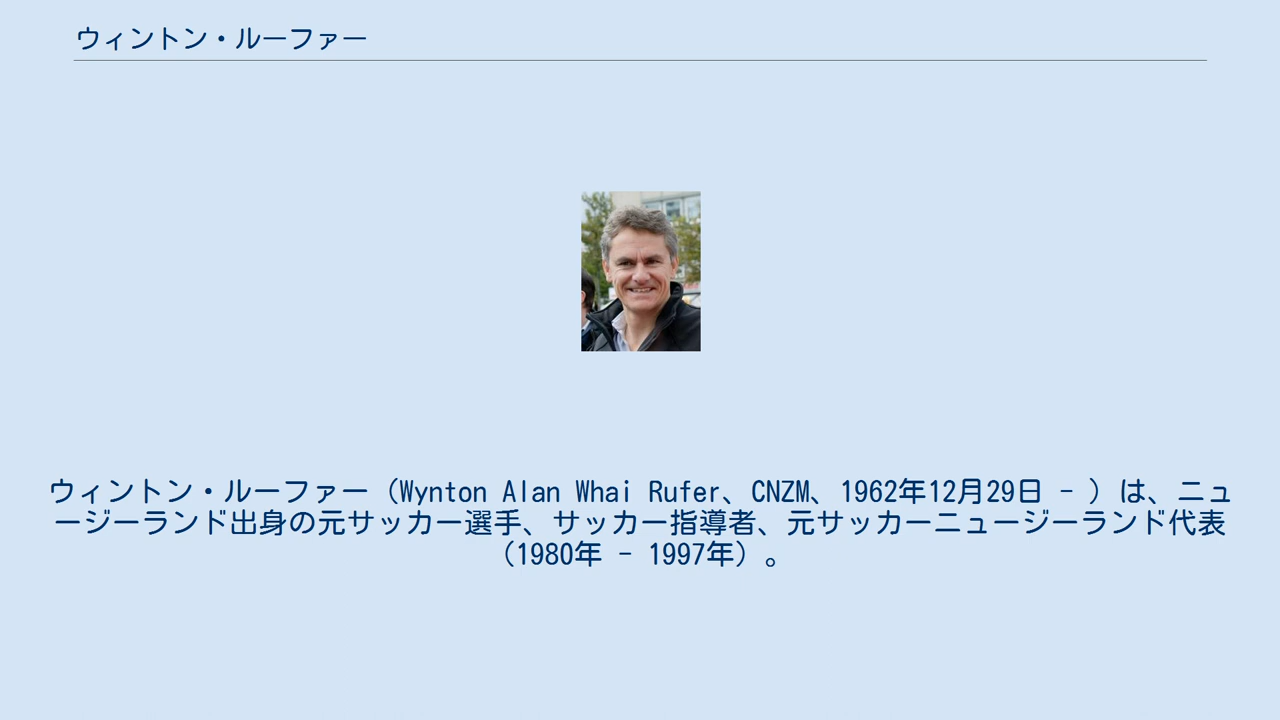 ウィントン・ルーファー
ウィントン・ルーファー（Wynton Alan Whai Rufer、CNZM、1962年12月29日 - ）は、ニュ
ージーランド出身の元サッカー選手、サッカー指導者、元サッカーニュージーランド代表
（1980年 - 1997年）。